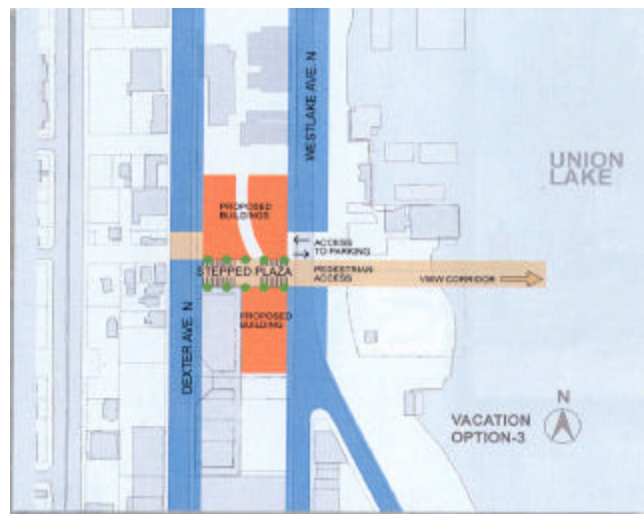 WESTLAKE AVE. N
UNION
LAKE
PROPOSED
BUILDINGS
ACCESS
TO PARKING
STEPPED PLAZA
PEDESTRIAN
ACCESS
VIEW CORRIDOR
PROPOSED
BUILDING
DEXTER AVE. N
N
VACATION
OPTION-3